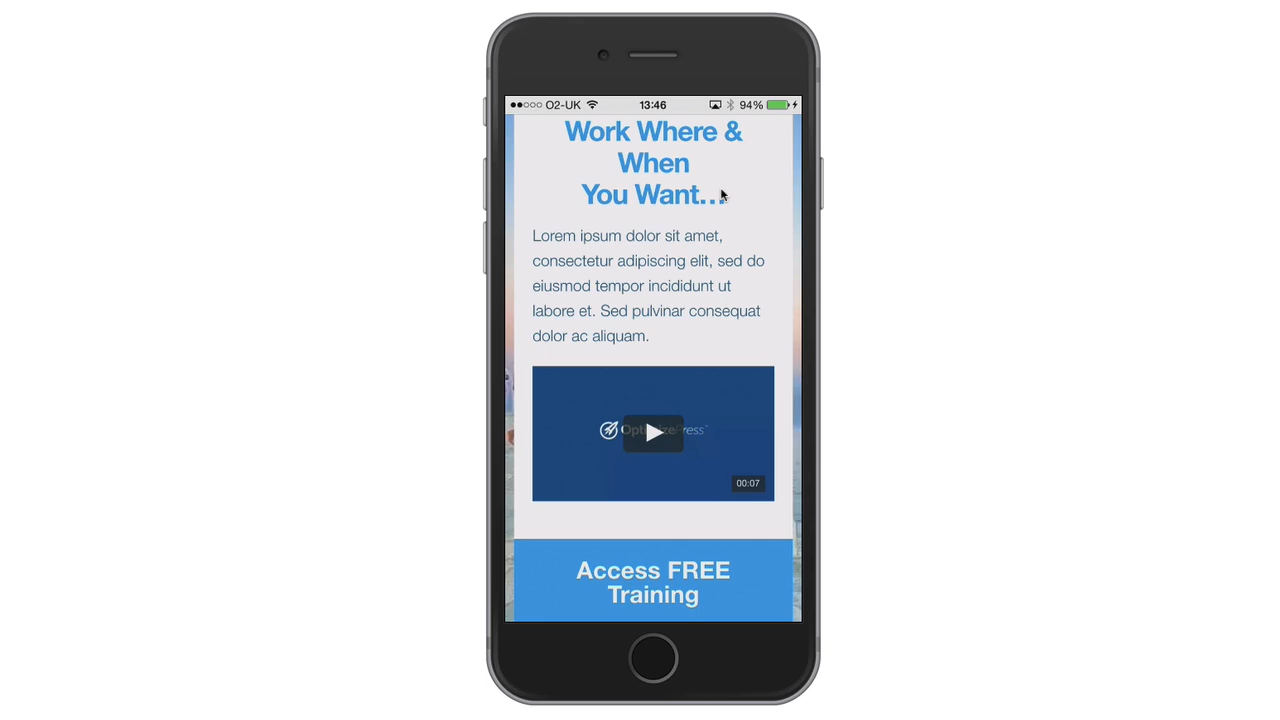 O2-UK 13:46 94%
Work Where &
When
You Want...
Lorem ipsum dolor sit amet,
consectetur adipiscing elit, sed do
eiusmod tempor incididunt ut
labore et. Sed pulvinar consequat
dolor ac aliquam.
OptimizePress
00:07
Access FREE
Training